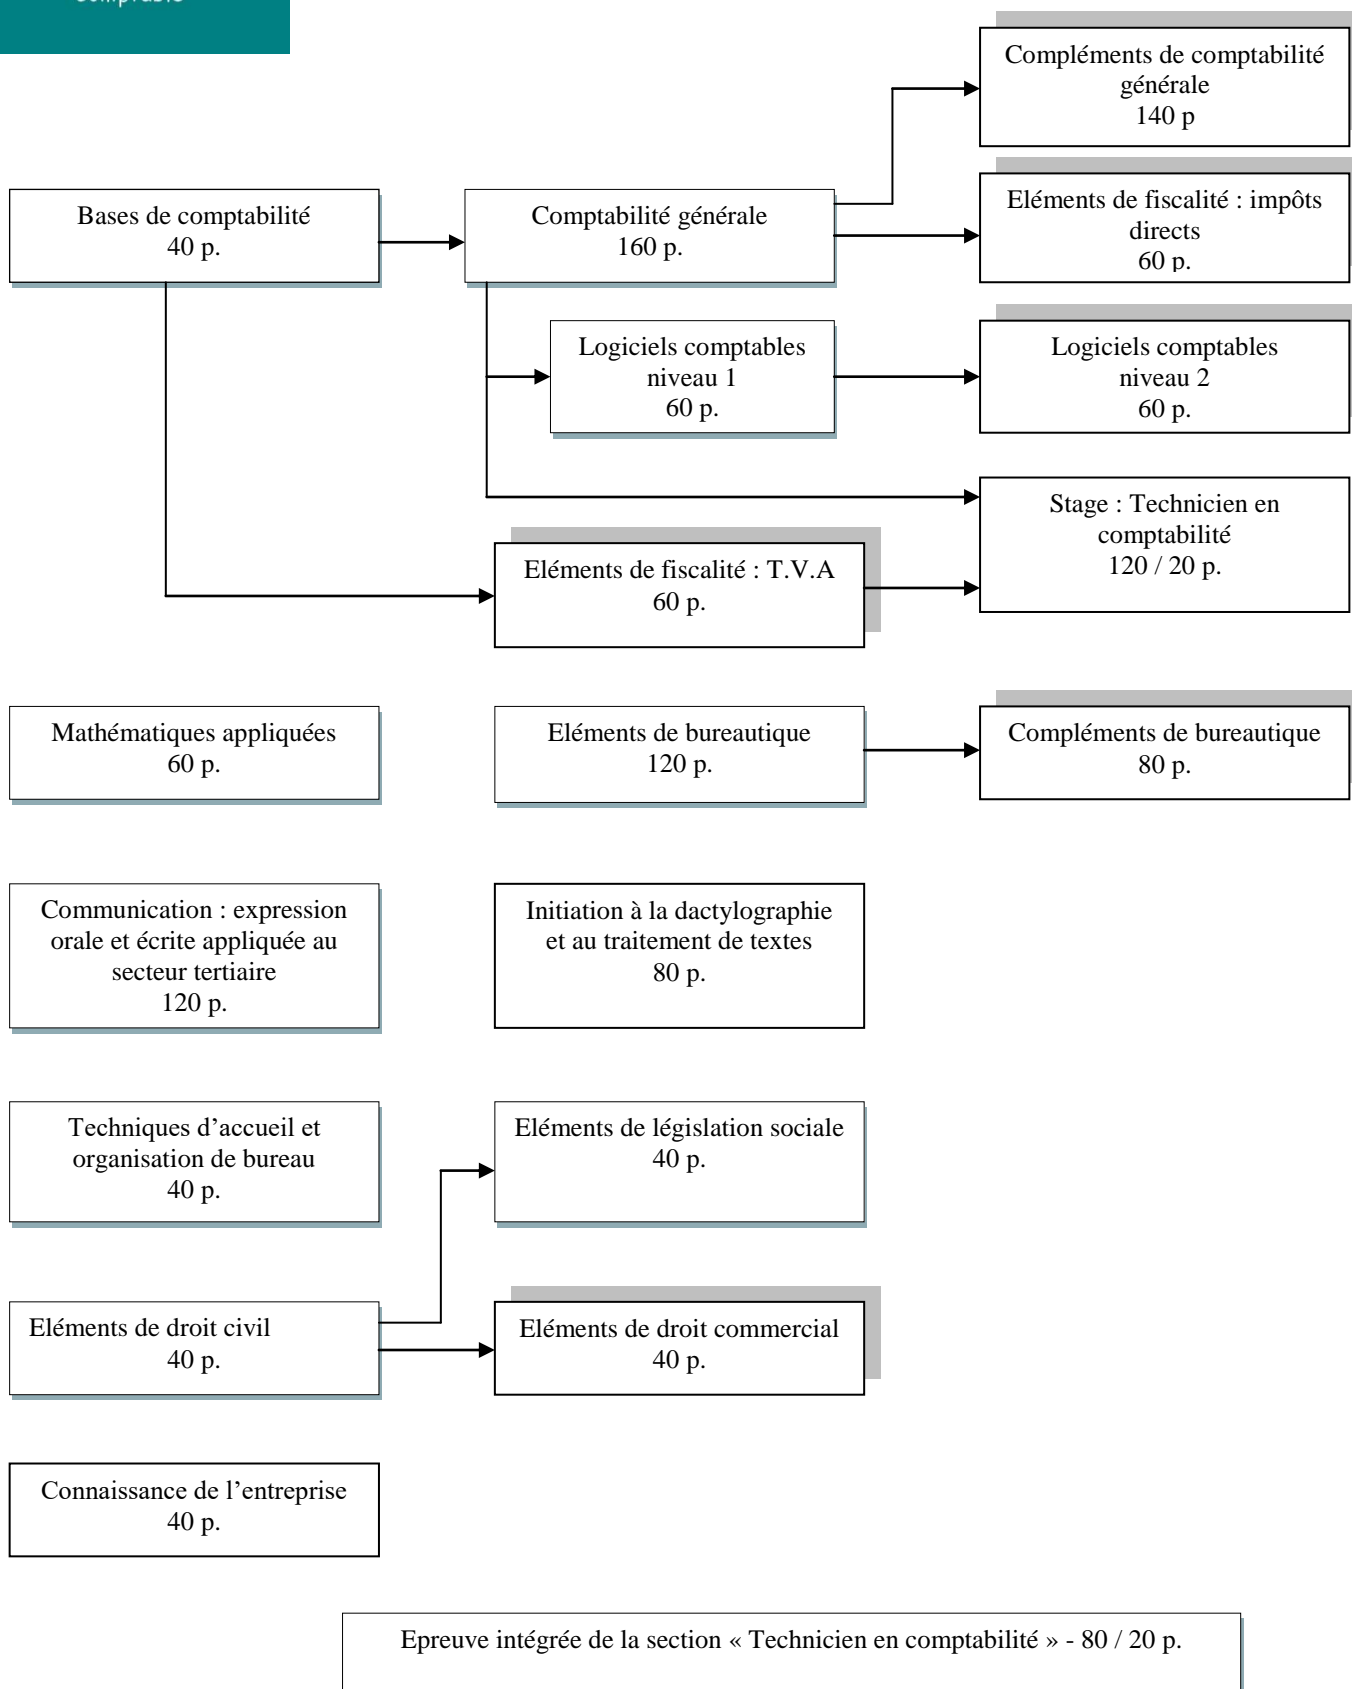 Compléments de comptabilité
générale
140 p
Bases de comptabilité
40 p.
Comptabilité générale
160 p.
Eléments de fiscalité : impôts
directs
60 p.
Logiciels comptables
niveau 1
60 p.
Logiciels comptables
niveau 2
60 p.
Stage : Technicien en
comptabilité
120 / 20 p.
Eléments de fiscalité : T.V.A
60 p.
Mathématiques appliquées
60 p.
Eléments de bureautique
120 p.
Compléments de bureautique
80 p.
Communication : expression
orale et écrite appliquée au
secteur tertiaire
120 p.
Initiation à la dactylographie
et au traitement de textes
80 p.
Techniques d’accueil et
organisation de bureau
40 p.
Eléments de législation sociale
40 p.
Eléments de droit civil
40 p.
Eléments de droit commercial
40 p.
Connaissance de l’entreprise
40 p.
Epreuve intégrée de la section « Technicien en comptabilité » - 80 / 20 p.